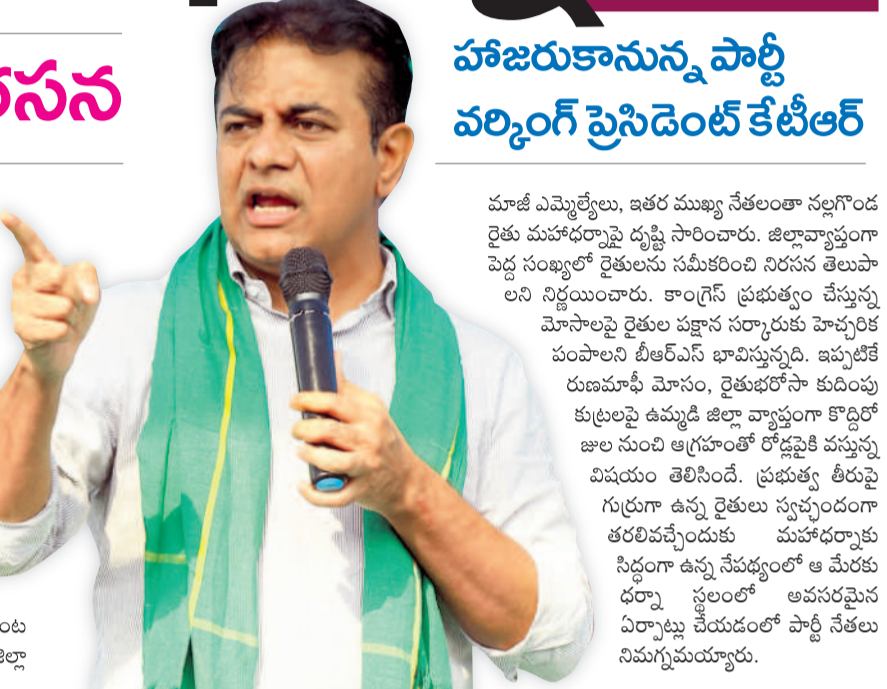 రసన
హాజరుకానున్న పార్టీ
వర్కింగ్ ప్రెసిడెంట్ కేటీఆర్
మాజీ ఎమ్మెల్యేలు, ఇతర ముఖ్య నేతలంతా నల్లగొండ
రైతు మహాధర్నాపై దృష్టి సారించారు. జిల్లావ్యాప్తంగా
పెద్ద సంఖ్యలో రైతులను సమీకరించి నిరసన తెలుపా
లని నిర్ణయించారు. కాంగ్రెస్ ప్రభుత్వం చేస్తున్న
మోసాలపై రైతుల పక్షాన సర్కారుకు హెచ్చరిక
పంపాలని బీఆర్ఎస్ భావిస్తున్నది. ఇప్పటికే
రుణమాఫీ మోసం, రైతుభరోసా కుదింపు
కుట్రలపై ఉమ్మడి జిల్లా వ్యాప్తంగా కొద్దిరో
జుల నుంచి ఆగ్రహంతో రోడ్లపైకి వస్తున్న
విషయం తెలిసిందే. ప్రభుత్వ తీరుపై
గుర్రుగా ఉన్న రైతులు స్వచ్ఛందంగా
తరలివచ్చేందుకు మహాధర్నాకు
సిద్ధంగా ఉన్న నేపథ్యంలో ఆ మేరకు
ధర్నా స్థలంలో అవసరమైన
ఏర్పాట్లు చేయడంలో పార్టీ నేతలు
నిమగ్నమయ్యారు.
ంట
జిల్లా